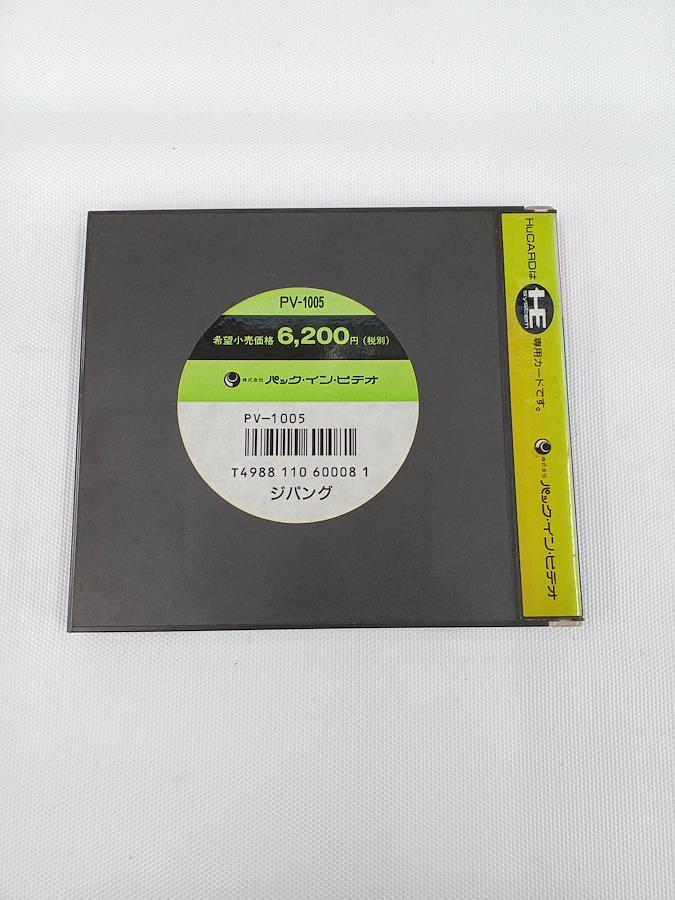 PV-1005
希望小売価格 6,200円 (税別)
株式会社 パック・イン・ビデオ
PV-1005
T4988 110 60008 1
ジパング
HuCARDは HE SYSTEM 専用カードです。
株式会社 パック・イン・ビデオ